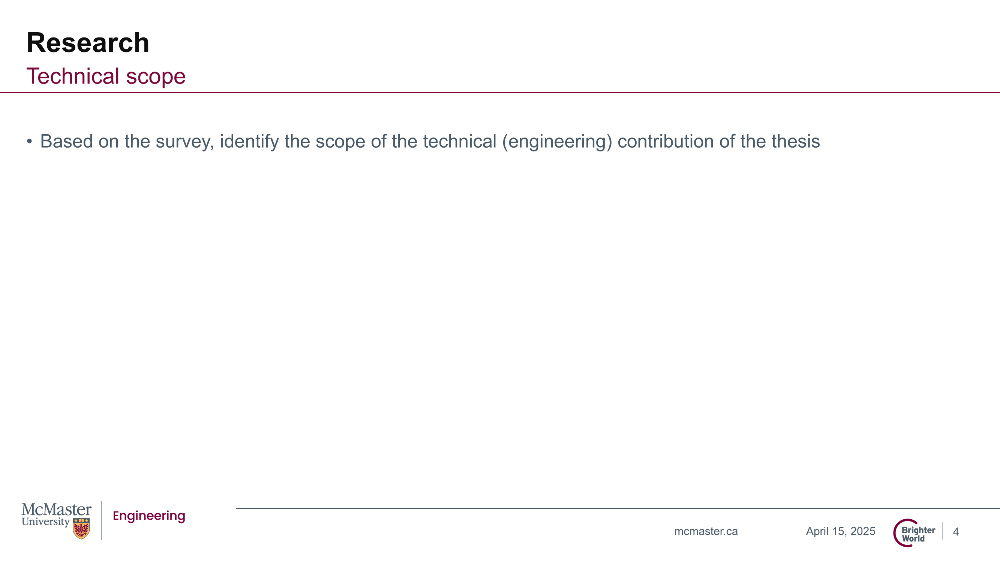 Research
Technical scope
• Based on the survey, identify the scope of the technical (engineering) contribution of the thesis
McMaster
University
Engineering
mcmaster.ca
April 15, 2025
Brighter
World
4